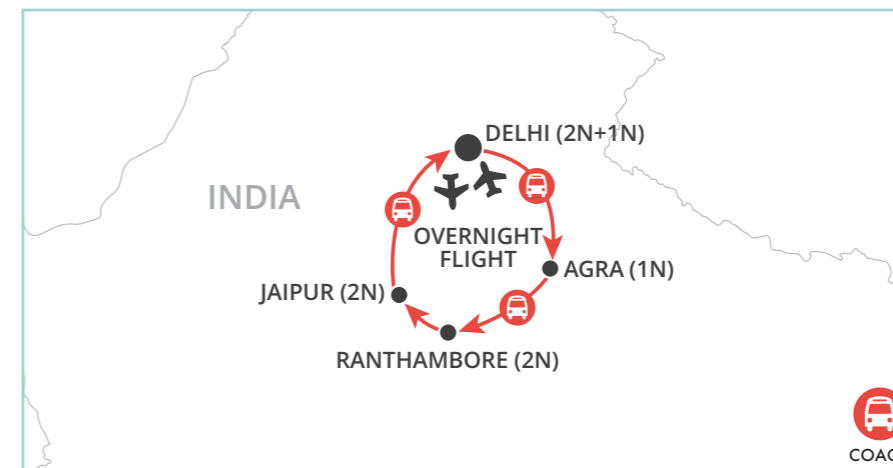 DELHI (2N+1N)
INDIA
OVERNIGHT
FLIGHT
AGRA (1N)
JAIPUR (2N)
RANTHAMBORE (2N)